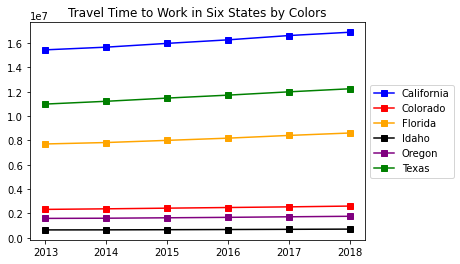 Travel Time to Work in Six States by Colors
1e7
1.6
1.4
1.2
1.0
0.8
0.6
0.4
0.2
0.0
2013 2014 2015 2016 2017 2018
California
Colorado
Florida
Idaho
Oregon
Texas